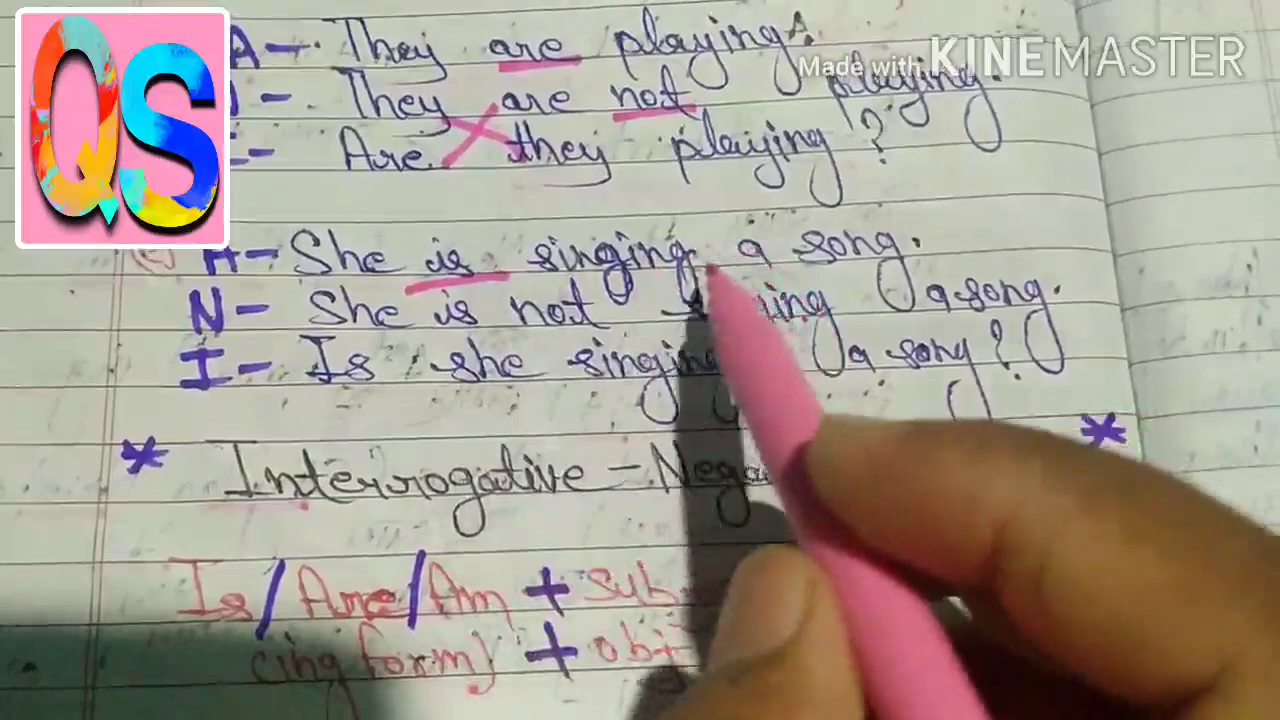 QS
Made with KINEMASTER
A - They are playing.
- They are not playing.
- Are they playing?
A - She is singing a song.
N - She is not singing a song.
I - Is she singing a song?
* Interrogative - *
Is / Are / Am + sub
(ing form) + obj